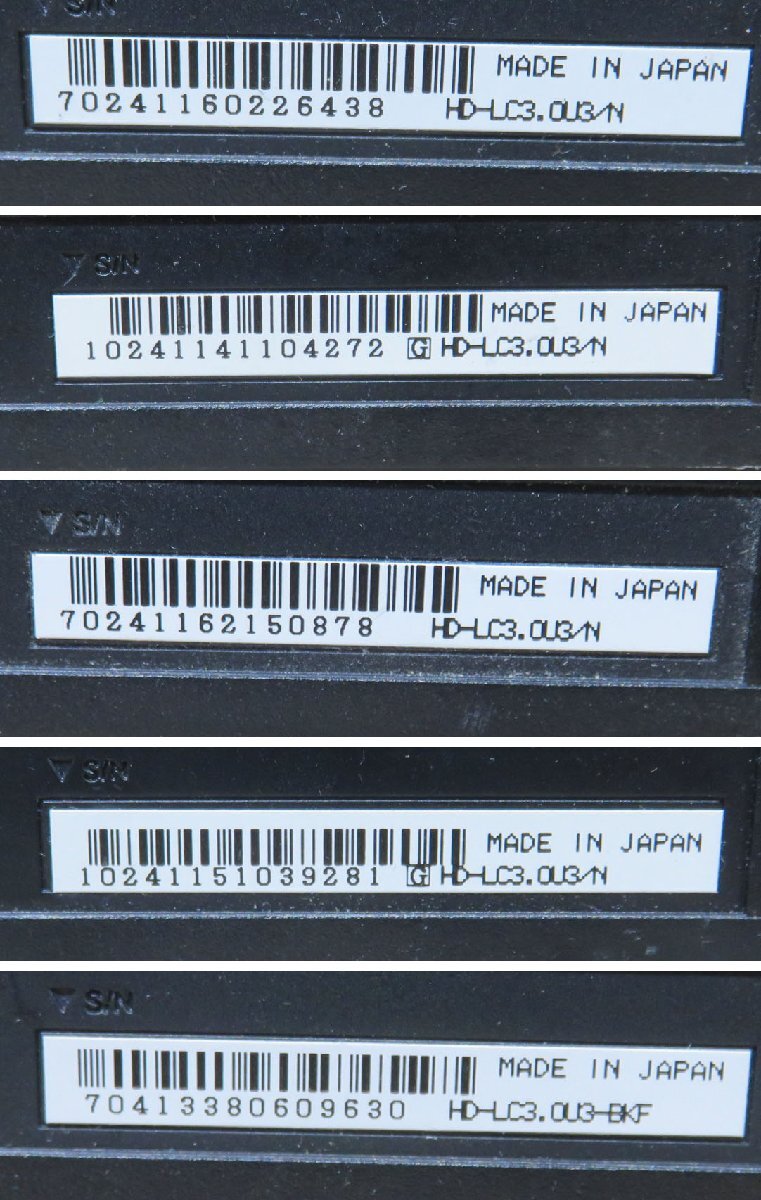 S/N
MADE IN JAPAN
70241160226438 HD-LC3.0U3/N
S/N
MADE IN JAPAN
10241141104272 G HD-LC3.0U3/N
S/N
MADE IN JAPAN
70241162150878 HD-LC3.0U3/N
S/N
MADE IN JAPAN
10241151039281 G HD-LC3.0U3/N
S/N
MADE IN JAPAN
70413380609630 HD-LC3.0U3-BKF